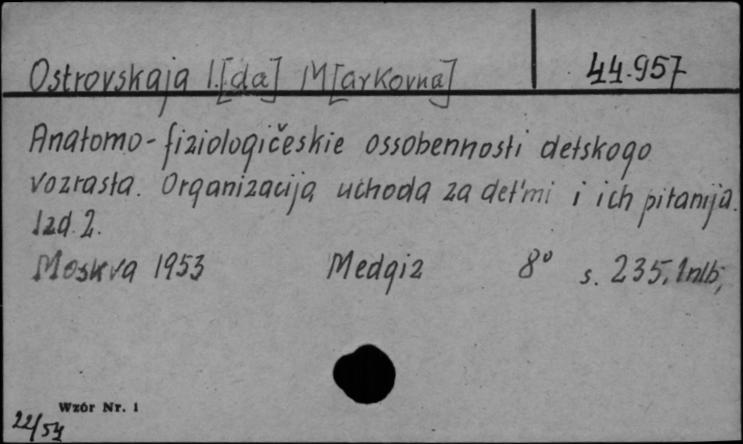 Ostrovskaja I.[da] M[arkovna] 44.957
Anatomo-fiziologičeskie ossobennosti detskogo
vozrasta. Organizacija uchoda za det'mi i ich pitanija.
Izd. 2.
Moskva 1953 Medgiz 8° s. 235, 1nlb;
Wzór Nr. 1
22/54